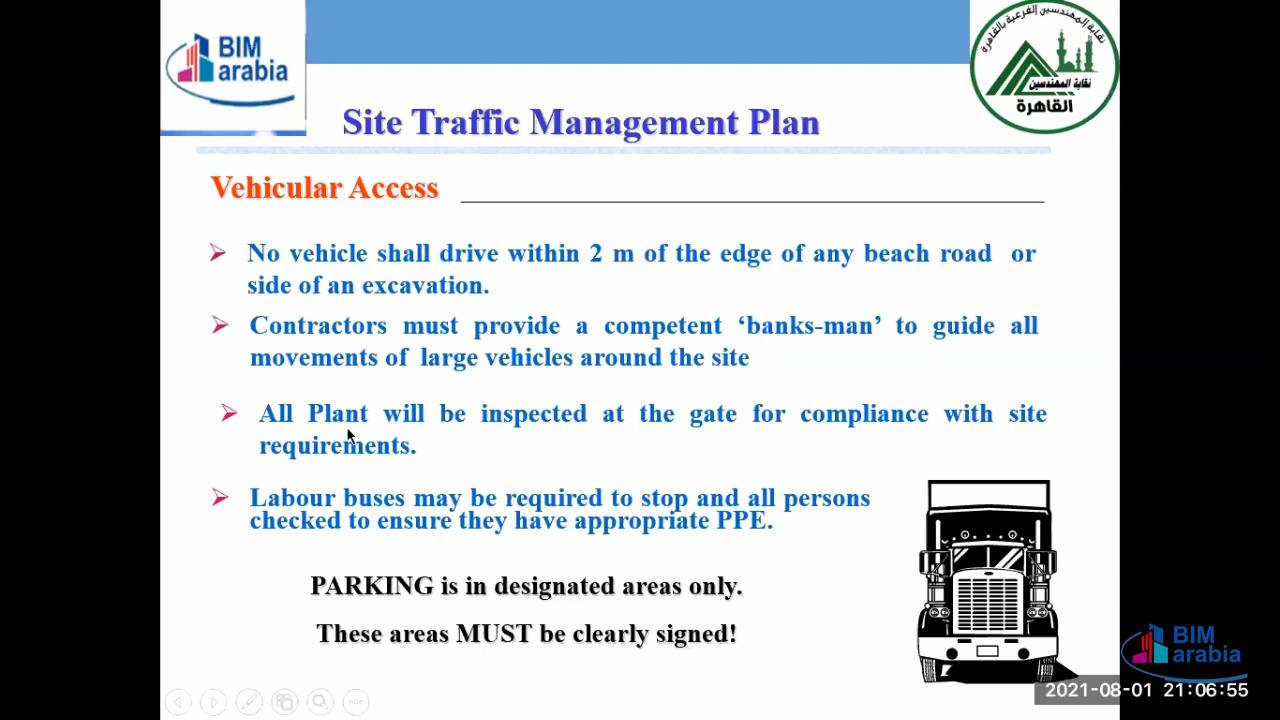 BIM
arabia
نقابة المهندسين الفرعية بالقاهرة
نقابة المهندسين
القاهرة
Site Traffic Management Plan
Vehicular Access
No vehicle shall drive within 2 m of the edge of any beach road or
side of an excavation.
Contractors must provide a competent ‘banks-man’ to guide all
movements of large vehicles around the site
All Plant will be inspected at the gate for compliance with site
requirements.
Labour buses may be required to stop and all persons
checked to ensure they have appropriate PPE.
PARKING is in designated areas only.
These areas MUST be clearly signed!
BIM
arabia
2021-08-01 21:06:55